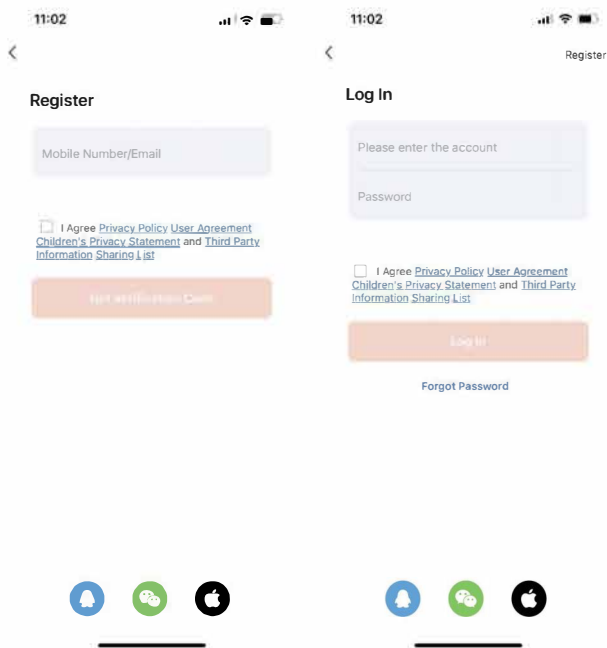 11:02
Register
Mobile Number/Email
I Agree Privacy Policy User Agreement
Children's Privacy Statement and Third Party
Information Sharing List
11:02
Register
Log In
Please enter the account
Password
I Agree Privacy Policy User Agreement
Children's Privacy Statement and Third Party
Information Sharing List
Log In
Forgot Password